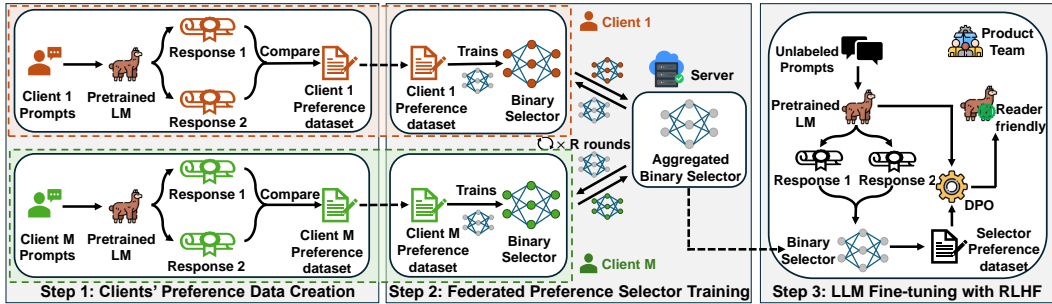 Client 1
Prompts
Pretrained
LM
Response 1
Response 2
Compare
Client 1
Preference
dataset
Client M
Prompts
Pretrained
LM
Response 1
Response 2
Compare
Client M
Preference
dataset
Step 1: Clients' Preference Data Creation
Client 1
Preference
dataset
Trains
Binary
Selector
Client 1
Server
Aggregated
Binary Selector
× R rounds
Client M
Preference
dataset
Trains
Binary
Selector
Client M
Step 2: Federated Preference Selector Training
Unlabeled
Prompts
Product
Team
Pretrained
LM
Reader
friendly
Response 1
Response 2
DPO
Binary
Selector
Selector
Preference
dataset
Step 3: LLM Fine-tuning with RLHF